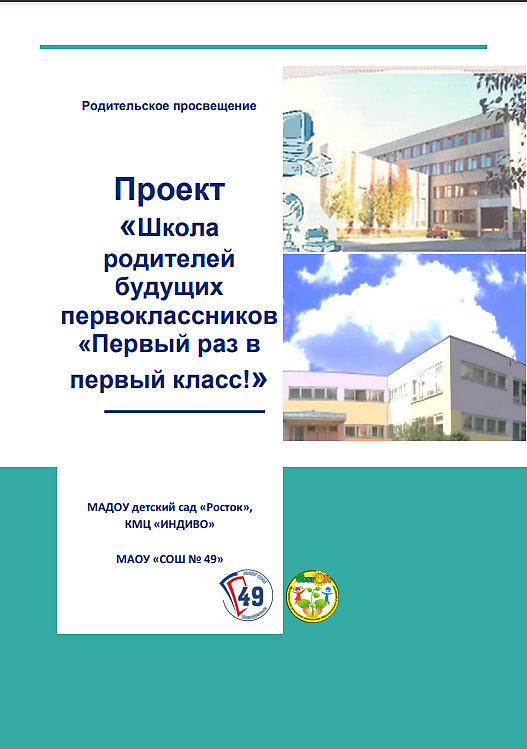 Родительское просвещение
Проект
«Школа
родителей
будущих
первоклассников
«Первый раз в
первый класс!»
МАДОУ детский сад «Росток»,
КМЦ «ИНДИВО»
МАОУ «СОШ № 49»
49